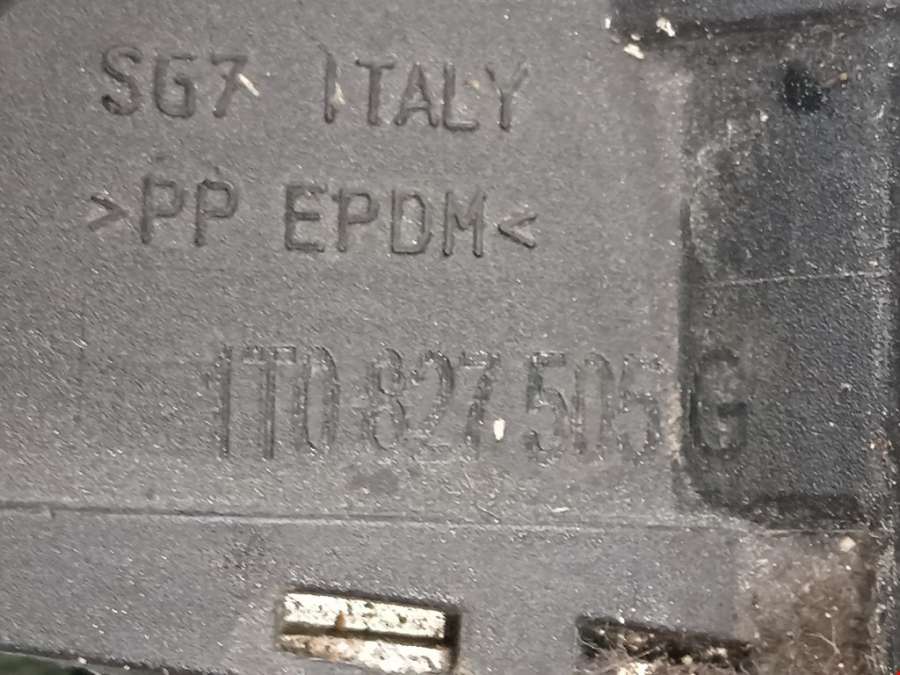 SG7 ITALY
>PP EPDM<
1T0 827 505 G